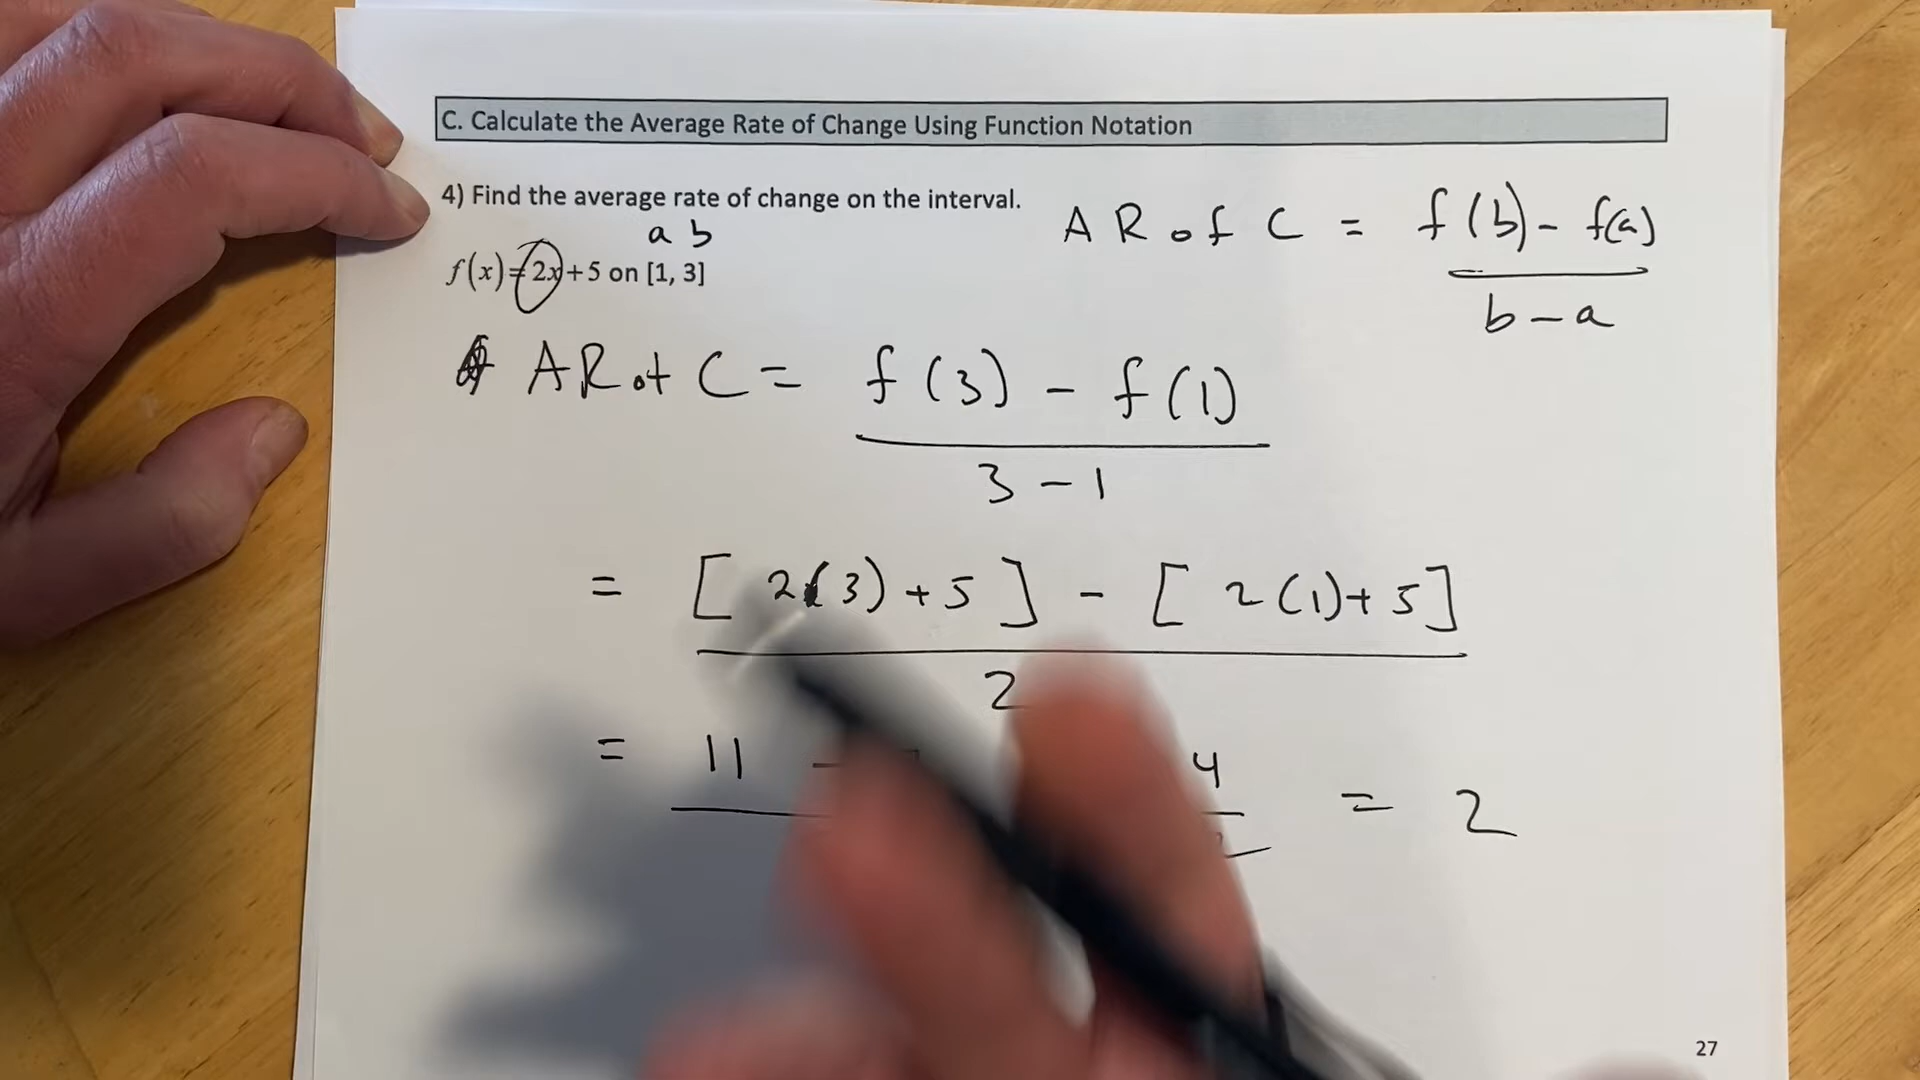 C. Calculate the Average Rate of Change Using Function Notation
4) Find the average rate of change on the interval.
a b
f(x)=2x+5 on [1, 3]
A R of C = f(b) - f(a)
b - a
A R of C = f(3) - f(1)
3 - 1
= [ 2(3) + 5 ] - [ 2(1) + 5 ]
2
= 11 - 4 = 2
27